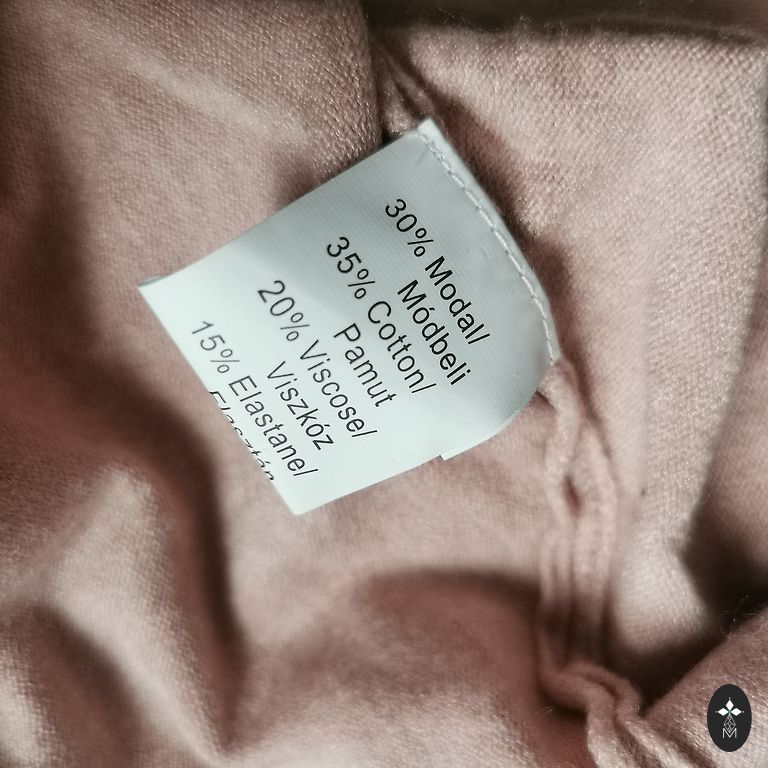 30% Modal/
Módbeli
35% Cotton/
Pamut
20% Viscose/
Viszkóz
15% Elastane/
M